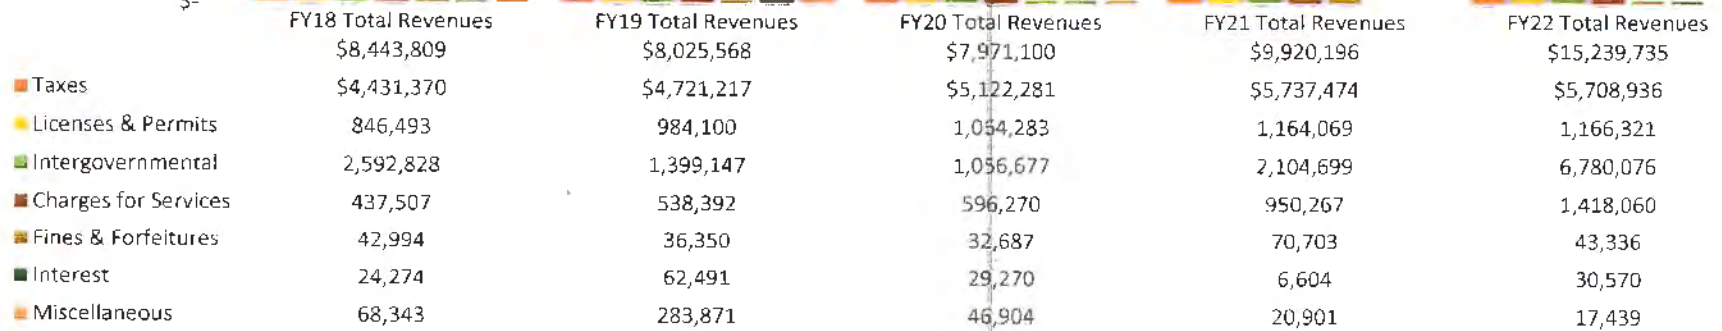 $-
FY18 Total Revenues FY19 Total Revenues FY20 Total Revenues FY21 Total Revenues FY22 Total Revenues
$8,443,809 $8,025,568 $7,971,100 $9,920,196 $15,239,735
Taxes $4,431,370 $4,721,217 $5,122,281 $5,737,474 $5,708,936
Licenses & Permits 846,493 984,100 1,064,283 1,164,069 1,166,321
Intergovernmental 2,592,828 1,399,147 1,056,677 2,104,699 6,780,076
Charges for Services 437,507 538,392 596,270 950,267 1,418,060
Fines & Forfeitures 42,994 36,350 32,687 70,703 43,336
Interest 24,274 62,491 29,270 6,604 30,570
Miscellaneous 68,343 283,871 46,904 20,901 17,439